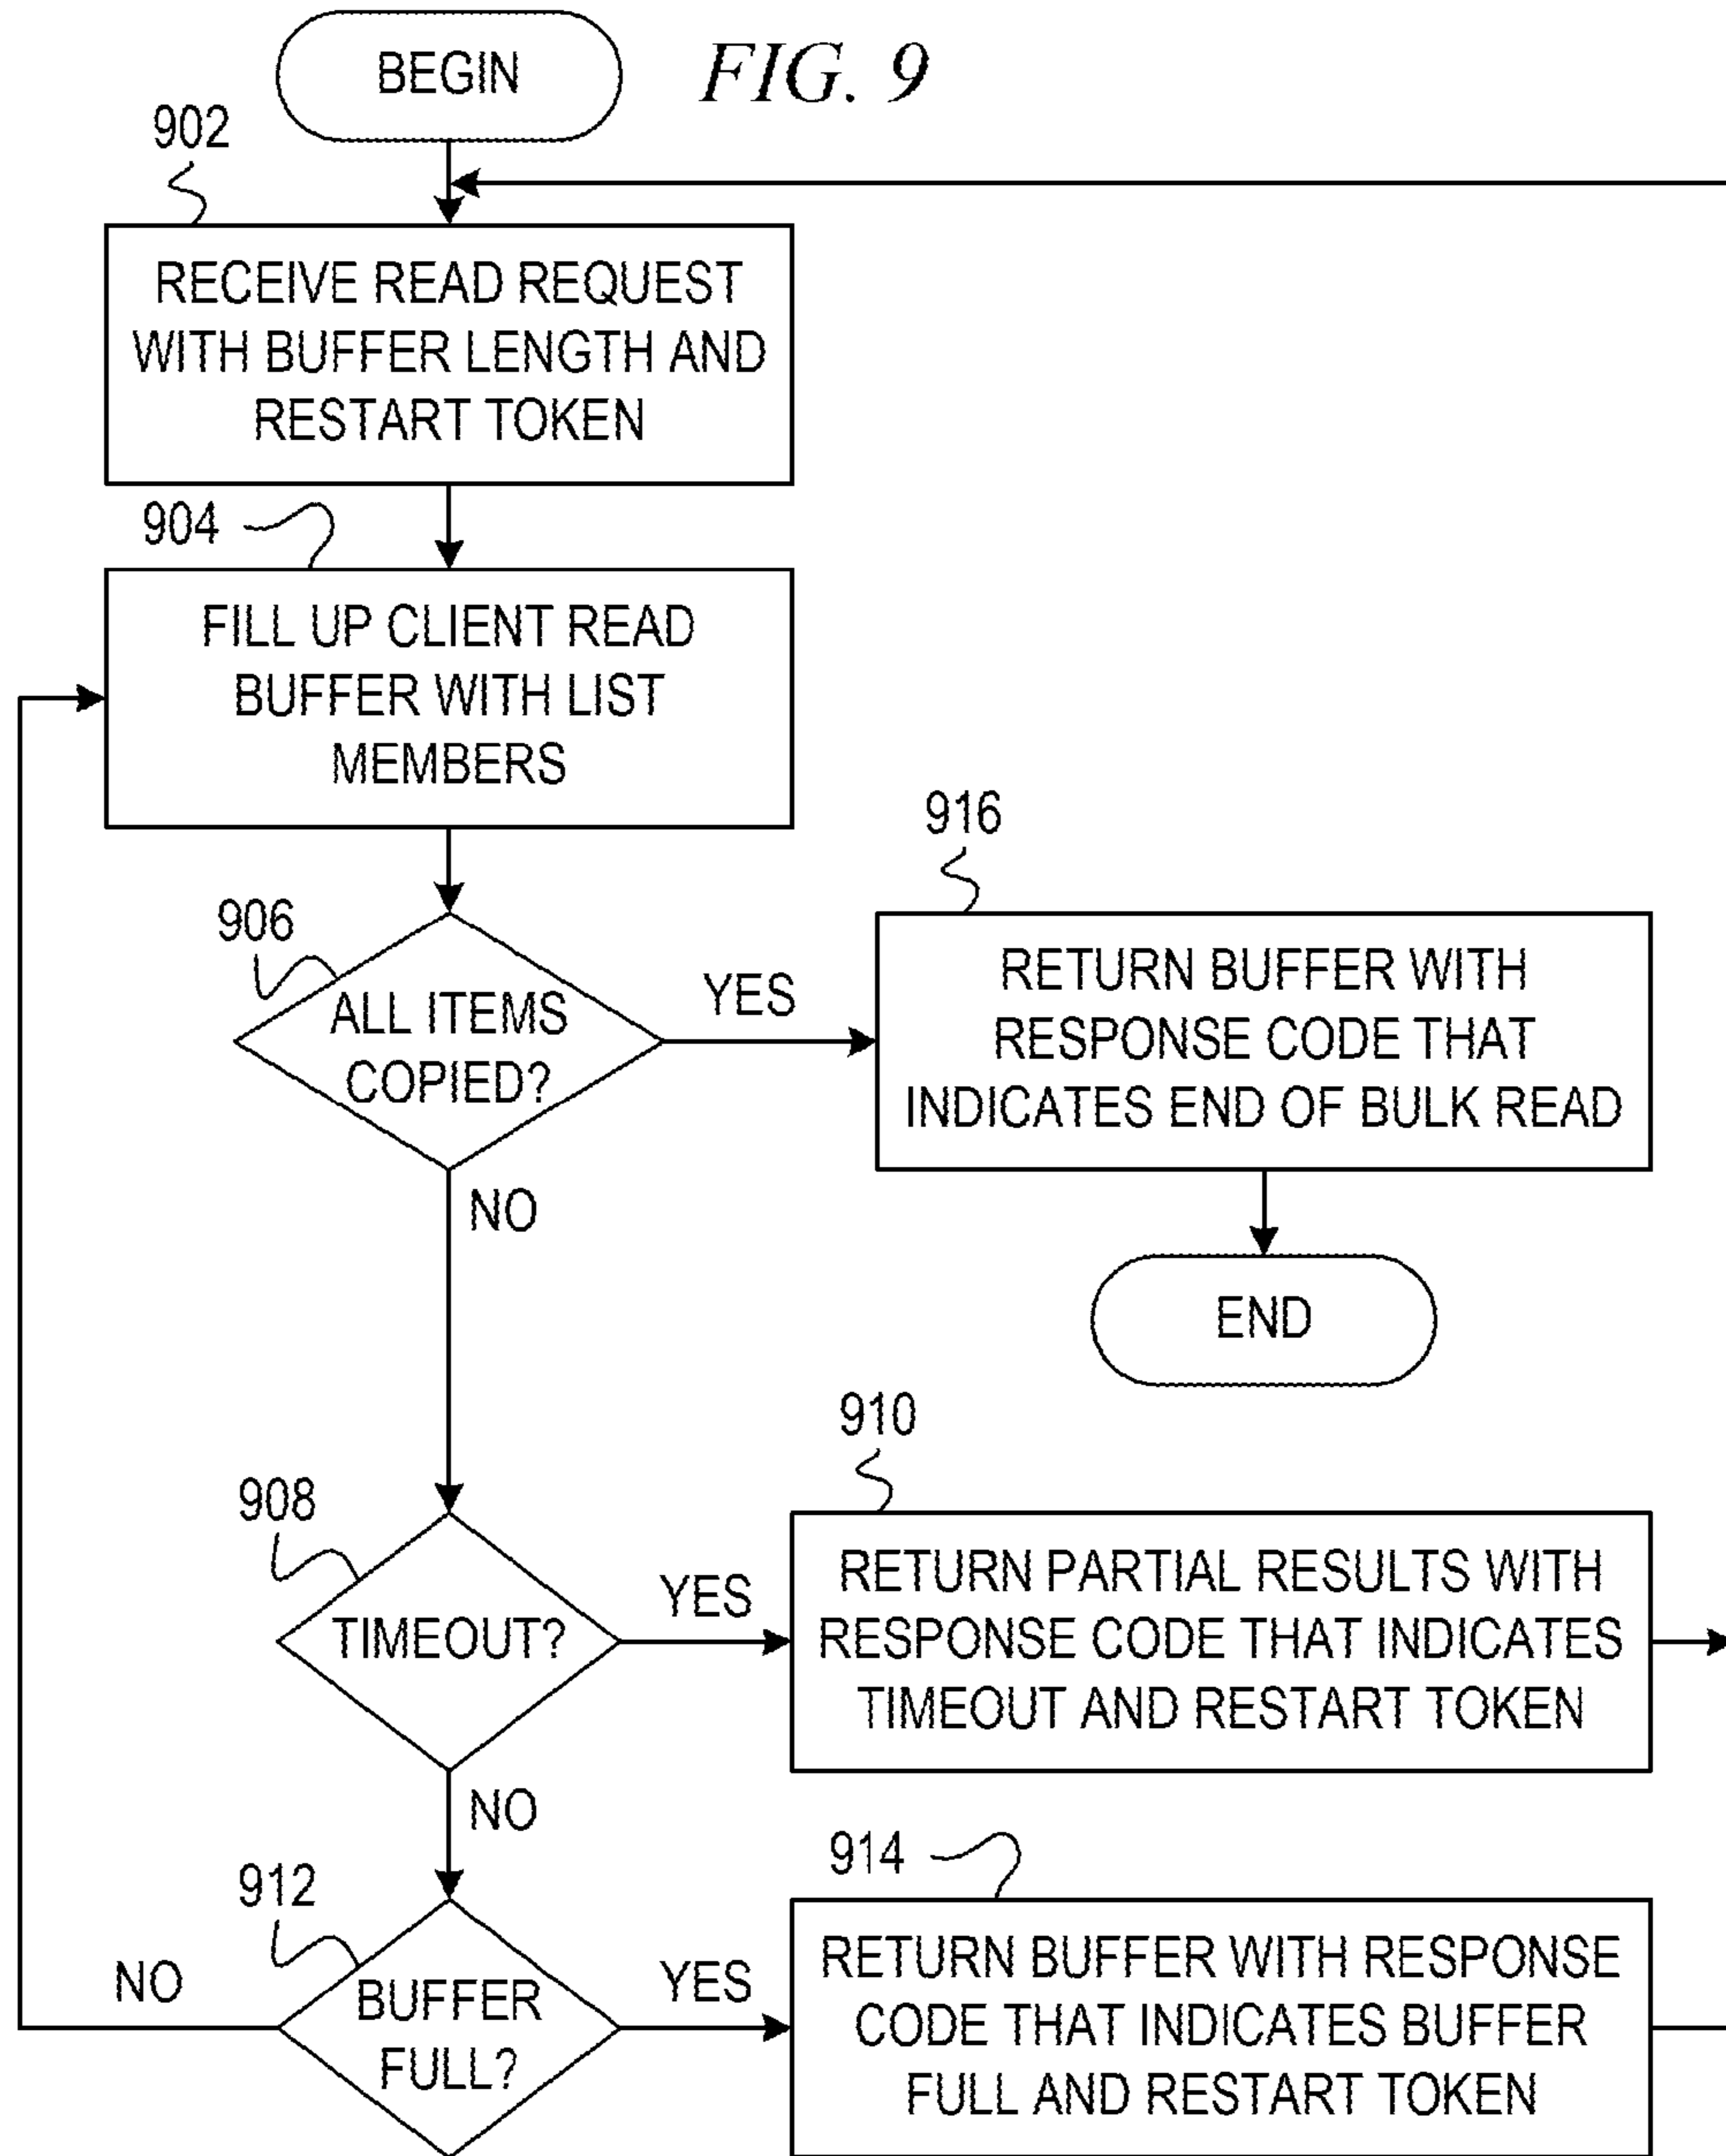 BEGIN
FIG. 9
902
RECEIVE READ REQUEST
WITH BUFFER LENGTH AND
RESTART TOKEN
904
FILL UP CLIENT READ
BUFFER WITH LIST
MEMBERS
906
ALL ITEMS
COPIED?
YES
916
RETURN BUFFER WITH
RESPONSE CODE THAT
INDICATES END OF BULK READ
NO
END
908
TIMEOUT?
YES
910
RETURN PARTIAL RESULTS WITH
RESPONSE CODE THAT INDICATES
TIMEOUT AND RESTART TOKEN
NO
912
BUFFER
FULL?
NO
YES
914
RETURN BUFFER WITH RESPONSE
CODE THAT INDICATES BUFFER
FULL AND RESTART TOKEN